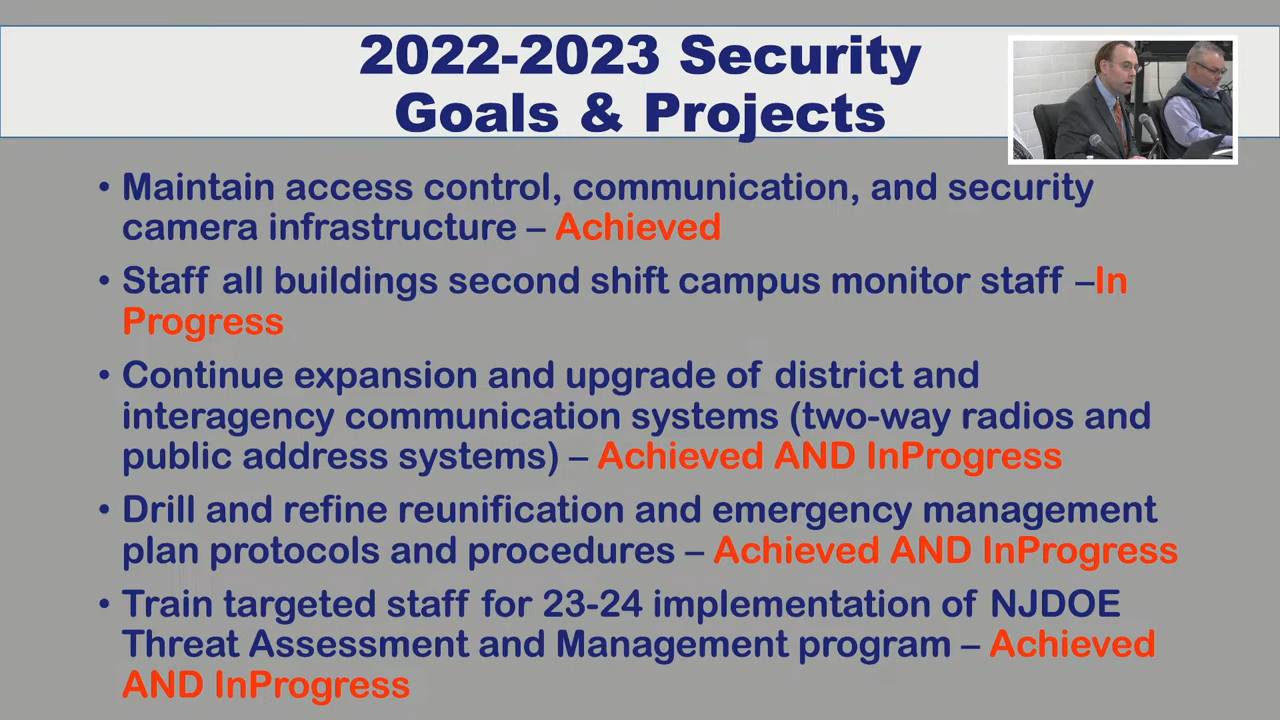 2022-2023 Security
Goals & Projects
• Maintain access control, communication, and security
camera infrastructure – Achieved
• Staff all buildings second shift campus monitor staff –In
Progress
• Continue expansion and upgrade of district and
interagency communication systems (two-way radios and
public address systems) – Achieved AND InProgress
• Drill and refine reunification and emergency management
plan protocols and procedures – Achieved AND InProgress
• Train targeted staff for 23-24 implementation of NJDOE
Threat Assessment and Management program – Achieved
AND InProgress